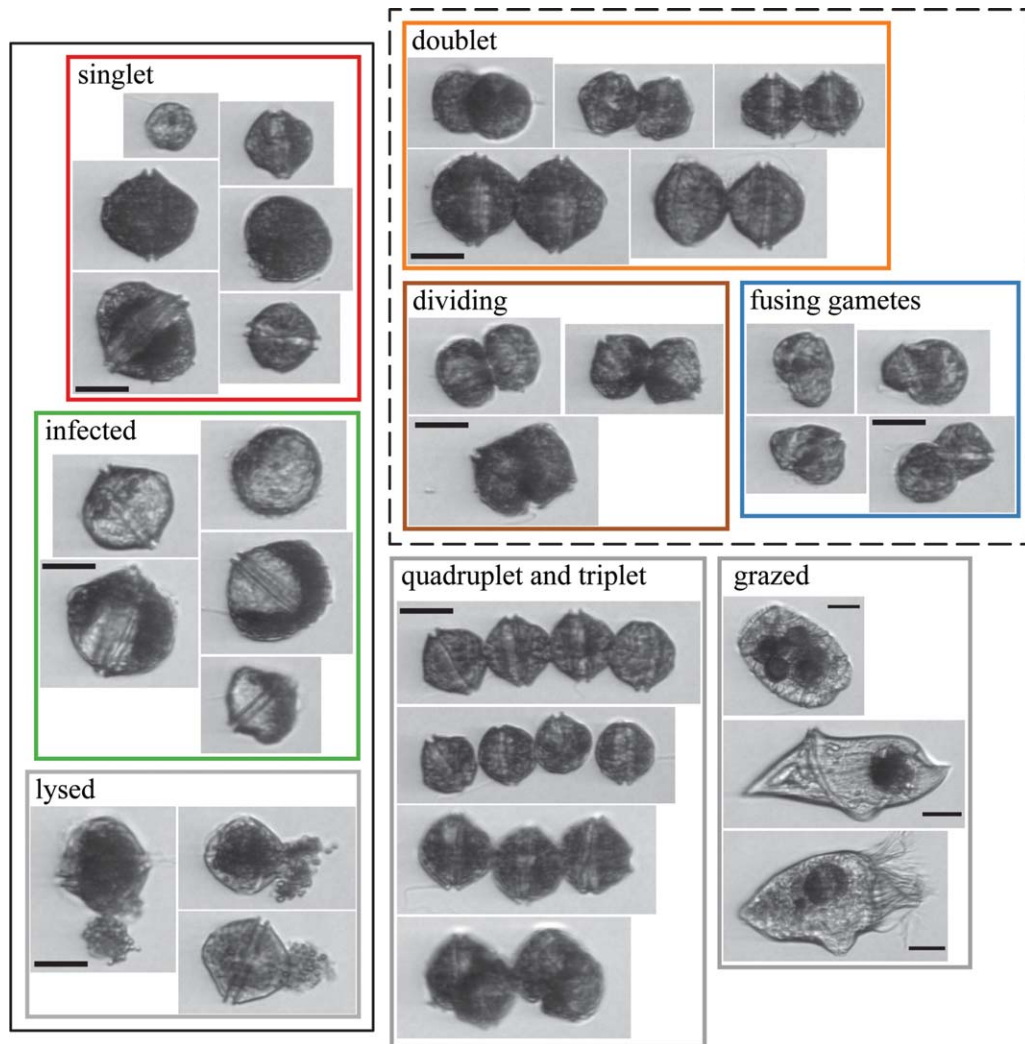 singlet
infected
lysed
doublet
dividing
fusing gametes
quadruplet and triplet
grazed